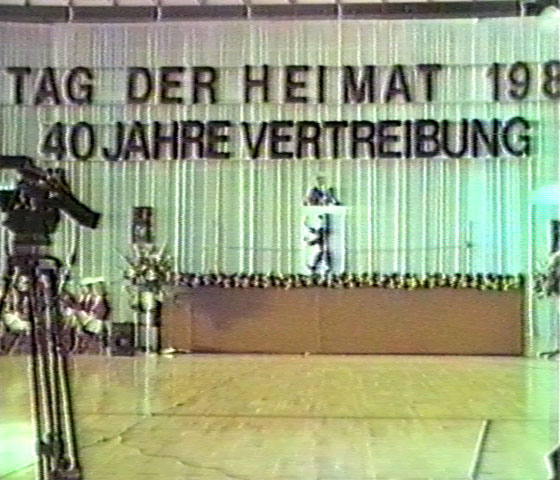 TAG DER HEIMAT 198
40 JAHRE VERTREIBUNG